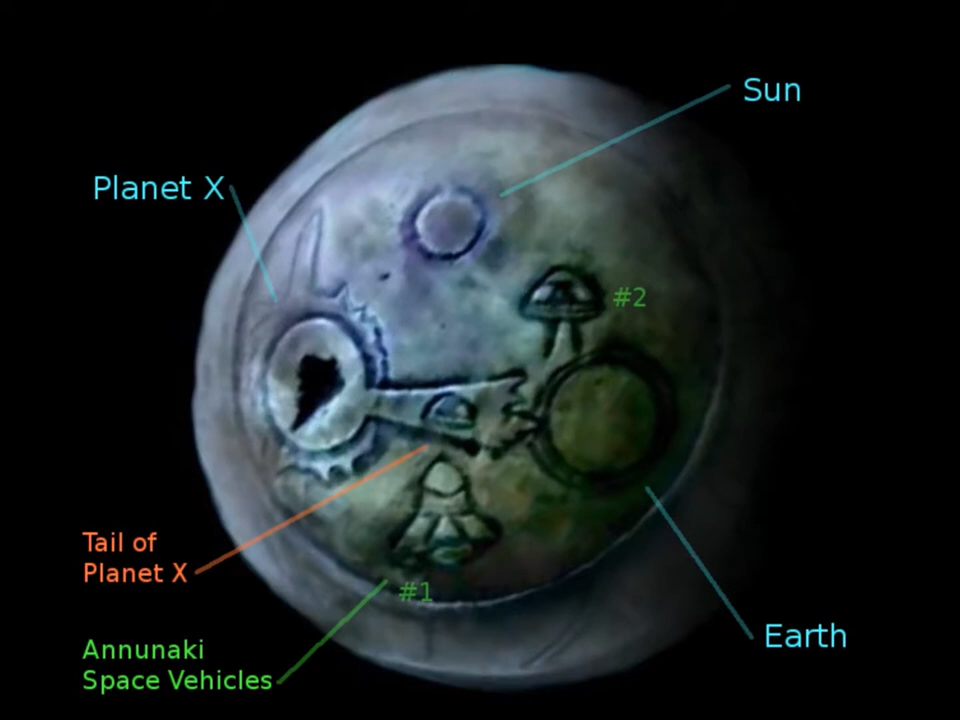 Sun
Planet X
#2
Tail of
Planet X
#1
Annunaki
Space Vehicles
Earth